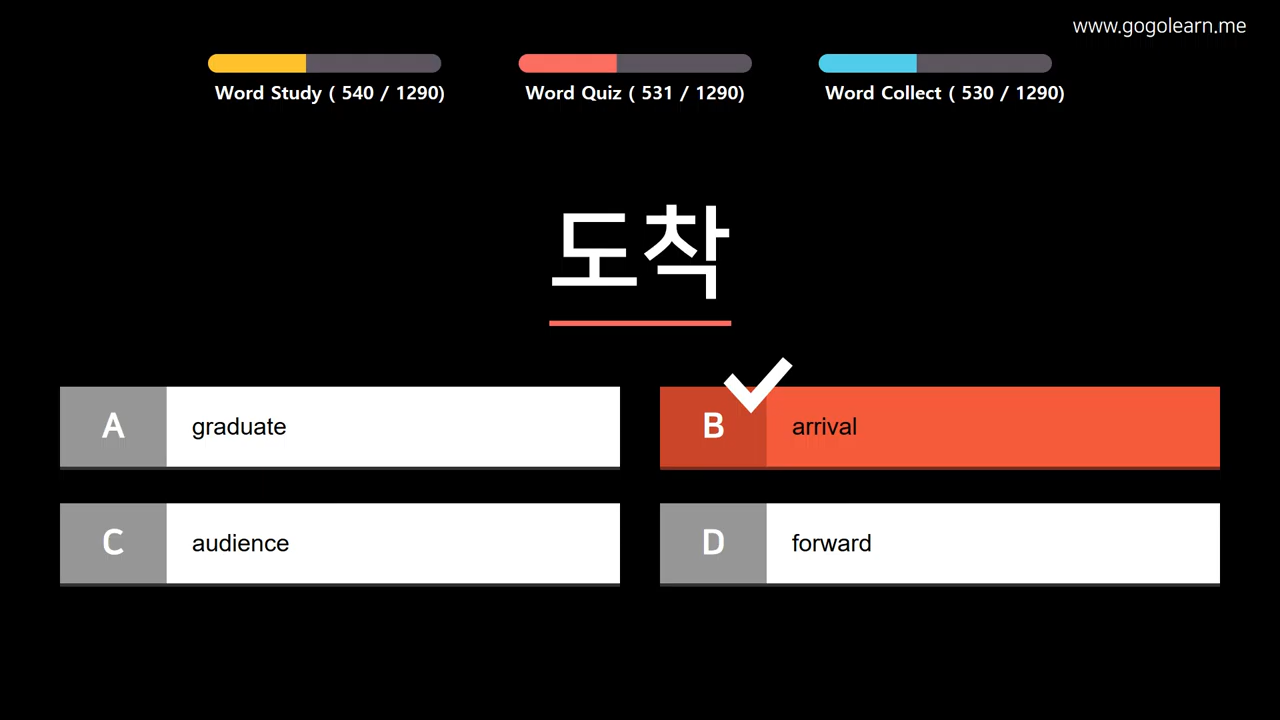 www.gogolearn.me
Word Study ( 540 / 1290)
Word Quiz ( 531 / 1290)
Word Collect ( 530 / 1290)
도착
A graduate
B arrival
C audience
D forward